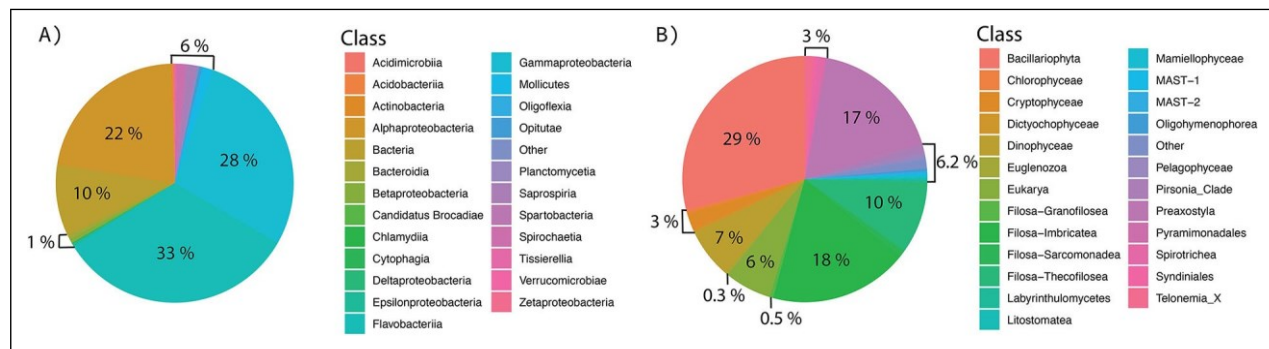 A)
6 %
22 %
28 %
10 %
1 %
33 %
Class
Acidimicrobiia
Acidobacteriia
Actinobacteria
Alphaproteobacteria
Bacteria
Bacteroidia
Betaproteobacteria
Candidatus Brocadiae
Chlamydiia
Cytophagia
Deltaproteobacteria
Epsilonproteobacteria
Flavobacteriia
Gammaproteobacteria
Mollicutes
Oligoflexia
Opitutae
Other
Planctomycetia
Saprospiria
Spartobacteria
Spirochaetia
Tissierellia
Verrucomicrobiae
Zetaproteobacteria
B)
3 %
29 %
17 %
6.2 %
10 %
3 %
7 %
6 %
18 %
0.3 %
0.5 %
Class
Bacillariophyta
Chlorophyceae
Cryptophyceae
Dictyochophyceae
Dinophyceae
Euglenozoa
Eukarya
Filosa-Granofilosea
Filosa-Imbricatea
Filosa-Sarcomonadea
Filosa-Thecofilosea
Labyrinthulomycetes
Litostomatea
Mamiellophyceae
MAST-1
MAST-2
Oligohymenophorea
Other
Pelagophyceae
Pirsonia_Clade
Preaxostyla
Pyramimonadales
Spirotrichea
Syndiniales
Telonemia_X